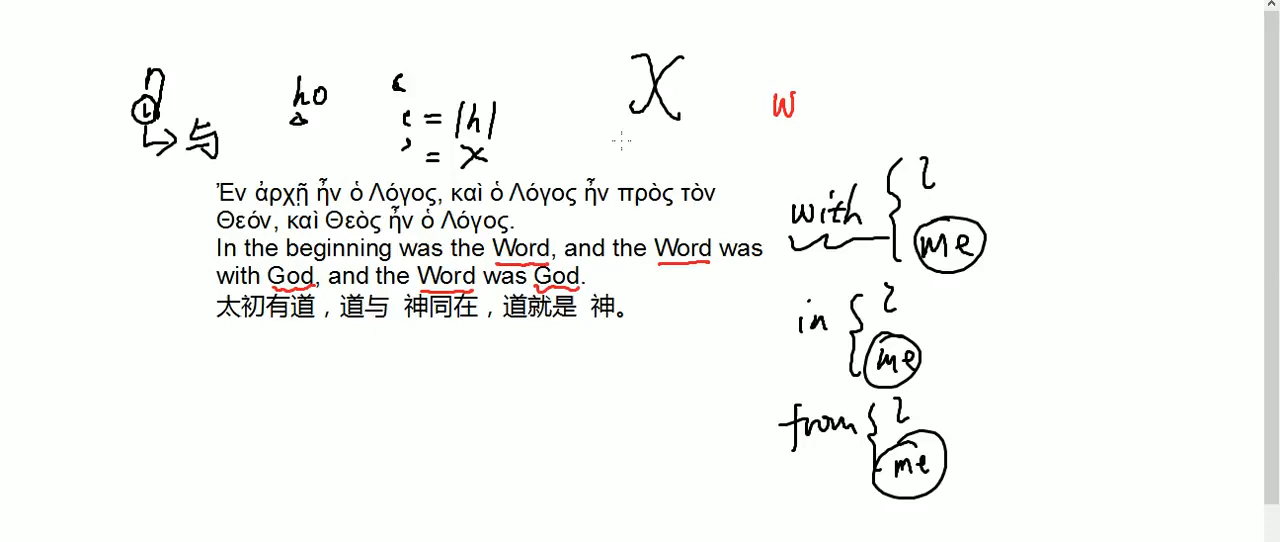 ῃ
与
ho
ʽ = /h/
᾽ = x
X
w
Ἐν ἀρχῇ ἦν ὁ Λόγος, καὶ ὁ Λόγος ἦν πρὸς τὸν
Θεόν, καὶ Θεὸς ἦν ὁ Λόγος.
In the beginning was the Word, and the Word was
with God, and the Word was God.
太初有道，道与 神同在，道就是 神。
with { I
me
in { I
me
from { I
me